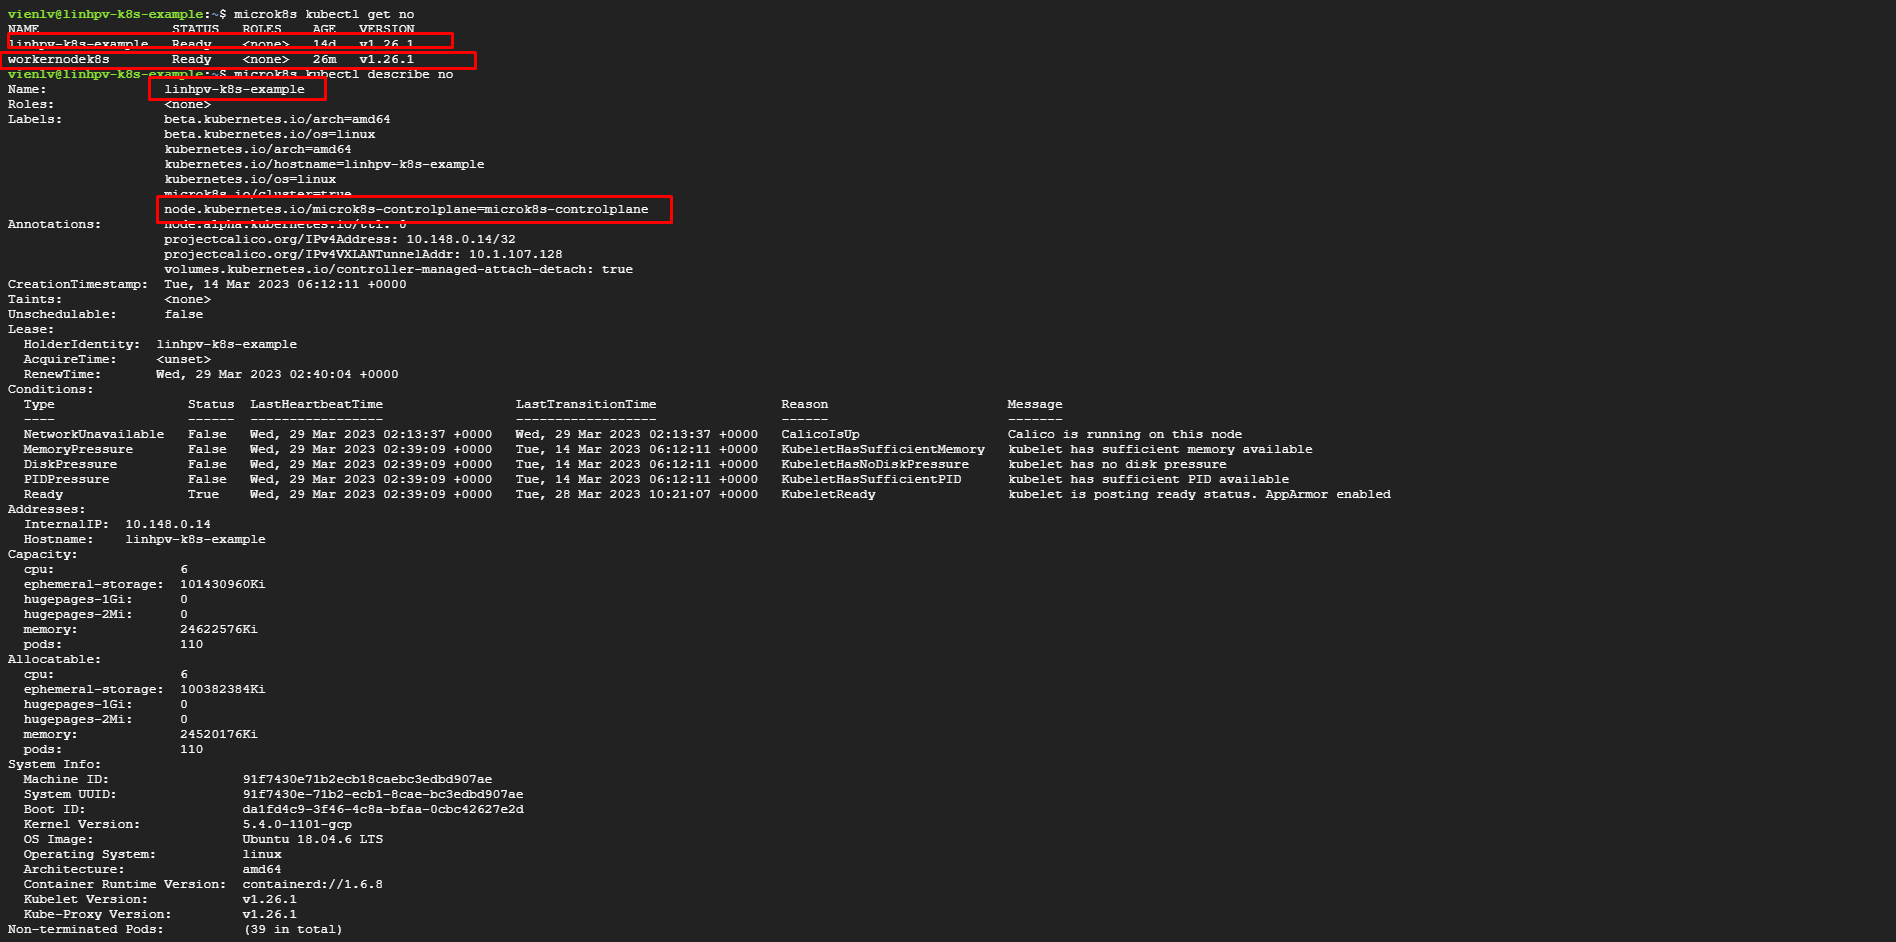 vienlv@linhpv-k8s-example:~$ microk8s kubectl get no
NAME STATUS ROLES AGE VERSION
linhpv-k8s-example Ready <none> 14d v1.26.1
workernodek8s Ready <none> 26m v1.26.1
vienlv@linhpv-k8s-example:~$ microk8s kubectl describe no
Name: linhpv-k8s-example
Roles: <none>
Labels: beta.kubernetes.io/arch=amd64
beta.kubernetes.io/os=linux
kubernetes.io/arch=amd64
kubernetes.io/hostname=linhpv-k8s-example
kubernetes.io/os=linux
microk8s.io/cluster=true
node.kubernetes.io/microk8s-controlplane=microk8s-controlplane
Annotations: node.alpha.kubernetes.io/ttl: 0
projectcalico.org/IPv4Address: 10.148.0.14/32
projectcalico.org/IPv4VXLANTunnelAddr: 10.1.107.128
volumes.kubernetes.io/controller-managed-attach-detach: true
CreationTimestamp: Tue, 14 Mar 2023 06:12:11 +0000
Taints: <none>
Unschedulable: false
Lease:
HolderIdentity: linhpv-k8s-example
AcquireTime: <unset>
RenewTime: Wed, 29 Mar 2023 02:40:04 +0000
Conditions:
Type Status LastHeartbeatTime LastTransitionTime Reason Message
---- ------ ----------------- ------------------ ------ -------
NetworkUnavailable False Wed, 29 Mar 2023 02:13:37 +0000 Wed, 29 Mar 2023 02:13:37 +0000 CalicoIsUp Calico is running on this node
MemoryPressure False Wed, 29 Mar 2023 02:39:09 +0000 Tue, 14 Mar 2023 06:12:11 +0000 KubeletHasSufficientMemory kubelet has sufficient memory available
DiskPressure False Wed, 29 Mar 2023 02:39:09 +0000 Tue, 14 Mar 2023 06:12:11 +0000 KubeletHasNoDiskPressure kubelet has no disk pressure
PIDPressure False Wed, 29 Mar 2023 02:39:09 +0000 Tue, 14 Mar 2023 06:12:11 +0000 KubeletHasSufficientPID kubelet has sufficient PID available
Ready True Wed, 29 Mar 2023 02:39:09 +0000 Tue, 28 Mar 2023 10:21:07 +0000 KubeletReady kubelet is posting ready status. AppArmor enabled
Addresses:
InternalIP: 10.148.0.14
Hostname: linhpv-k8s-example
Capacity:
cpu: 6
ephemeral-storage: 101430960Ki
hugepages-1Gi: 0
hugepages-2Mi: 0
memory: 24622576Ki
pods: 110
Allocatable:
cpu: 6
ephemeral-storage: 100382384Ki
hugepages-1Gi: 0
hugepages-2Mi: 0
memory: 24520176Ki
pods: 110
System Info:
Machine ID: 91f7430e71b2ecb18caebc3edbd907ae
System UUID: 91f7430e-71b2-ecb1-8cae-bc3edbd907ae
Boot ID: da1fd4c9-3f46-4c8a-bfaa-0cbc42627e2d
Kernel Version: 5.4.0-1101-gcp
OS Image: Ubuntu 18.04.6 LTS
Operating System: linux
Architecture: amd64
Container Runtime Version: containerd://1.6.8
Kubelet Version: v1.26.1
Kube-Proxy Version: v1.26.1
Non-terminated Pods: (39 in total)